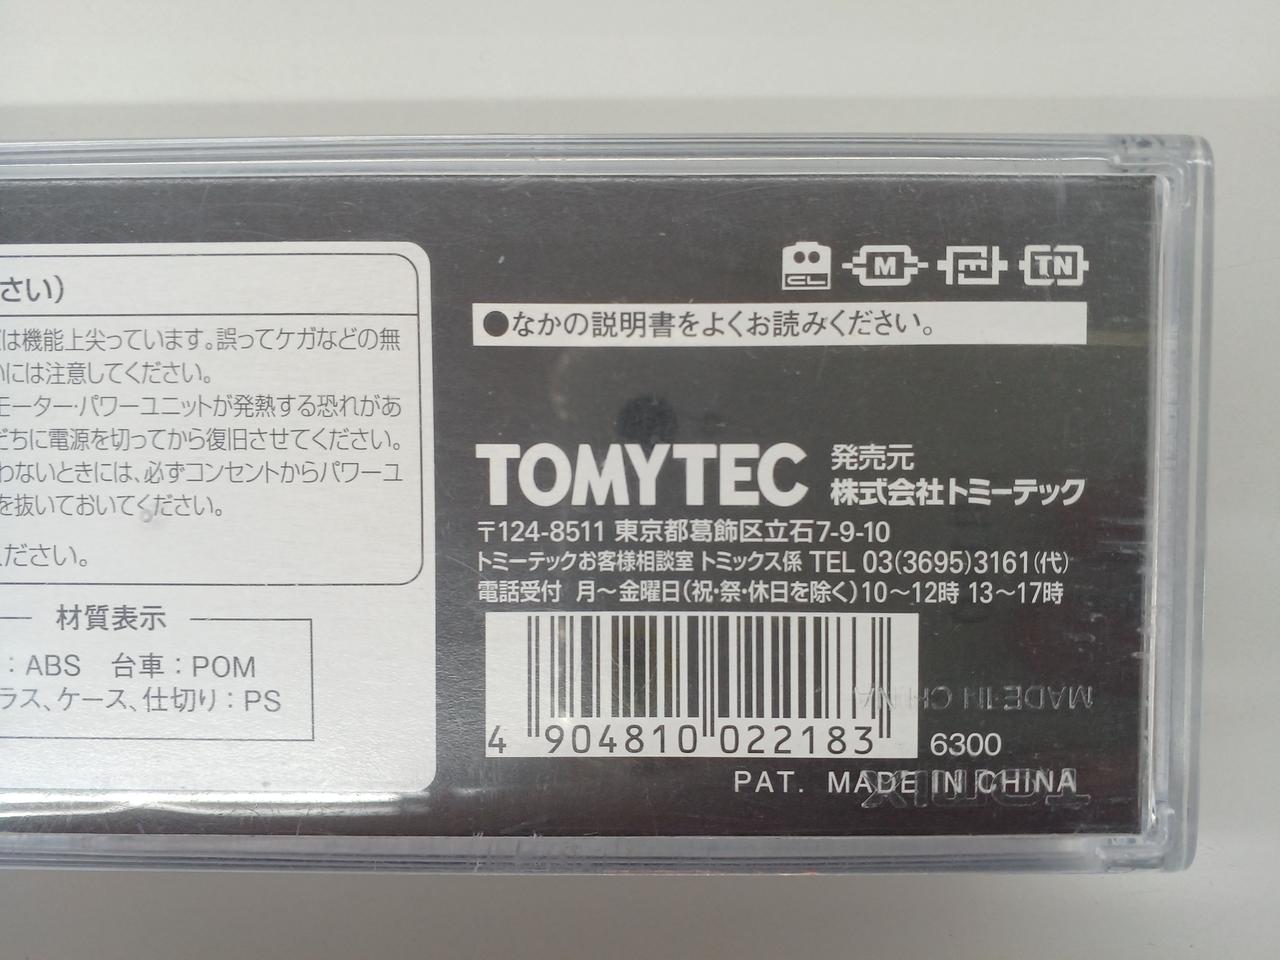 さい）
は機能上尖っています。誤ってケガなどの無
いには注意してください。
モーター・パワーユニットが発熱する恐れがあ
だちに電源を切ってから復旧させてください。
わないときには、必ずコンセントからパワーユ
を抜いておいてください。
ください。
材質表示
：ABS 台車：POM
ラス、ケース、仕切り：PS
CL M TN
●なかの説明書をよくお読みください。
TOMYTEC 発売元
株式会社トミーテック
〒124-8511 東京都葛飾区立石7-9-10
トミーテックお客様相談室 トミックス係 TEL 03(3695)3161(代)
電話受付 月～金曜日(祝・祭・休日を除く)10～12時 13～17時
MADE IN CHINA
4 904810 022183 6300
PAT. MADE IN CHINA
TOMIX